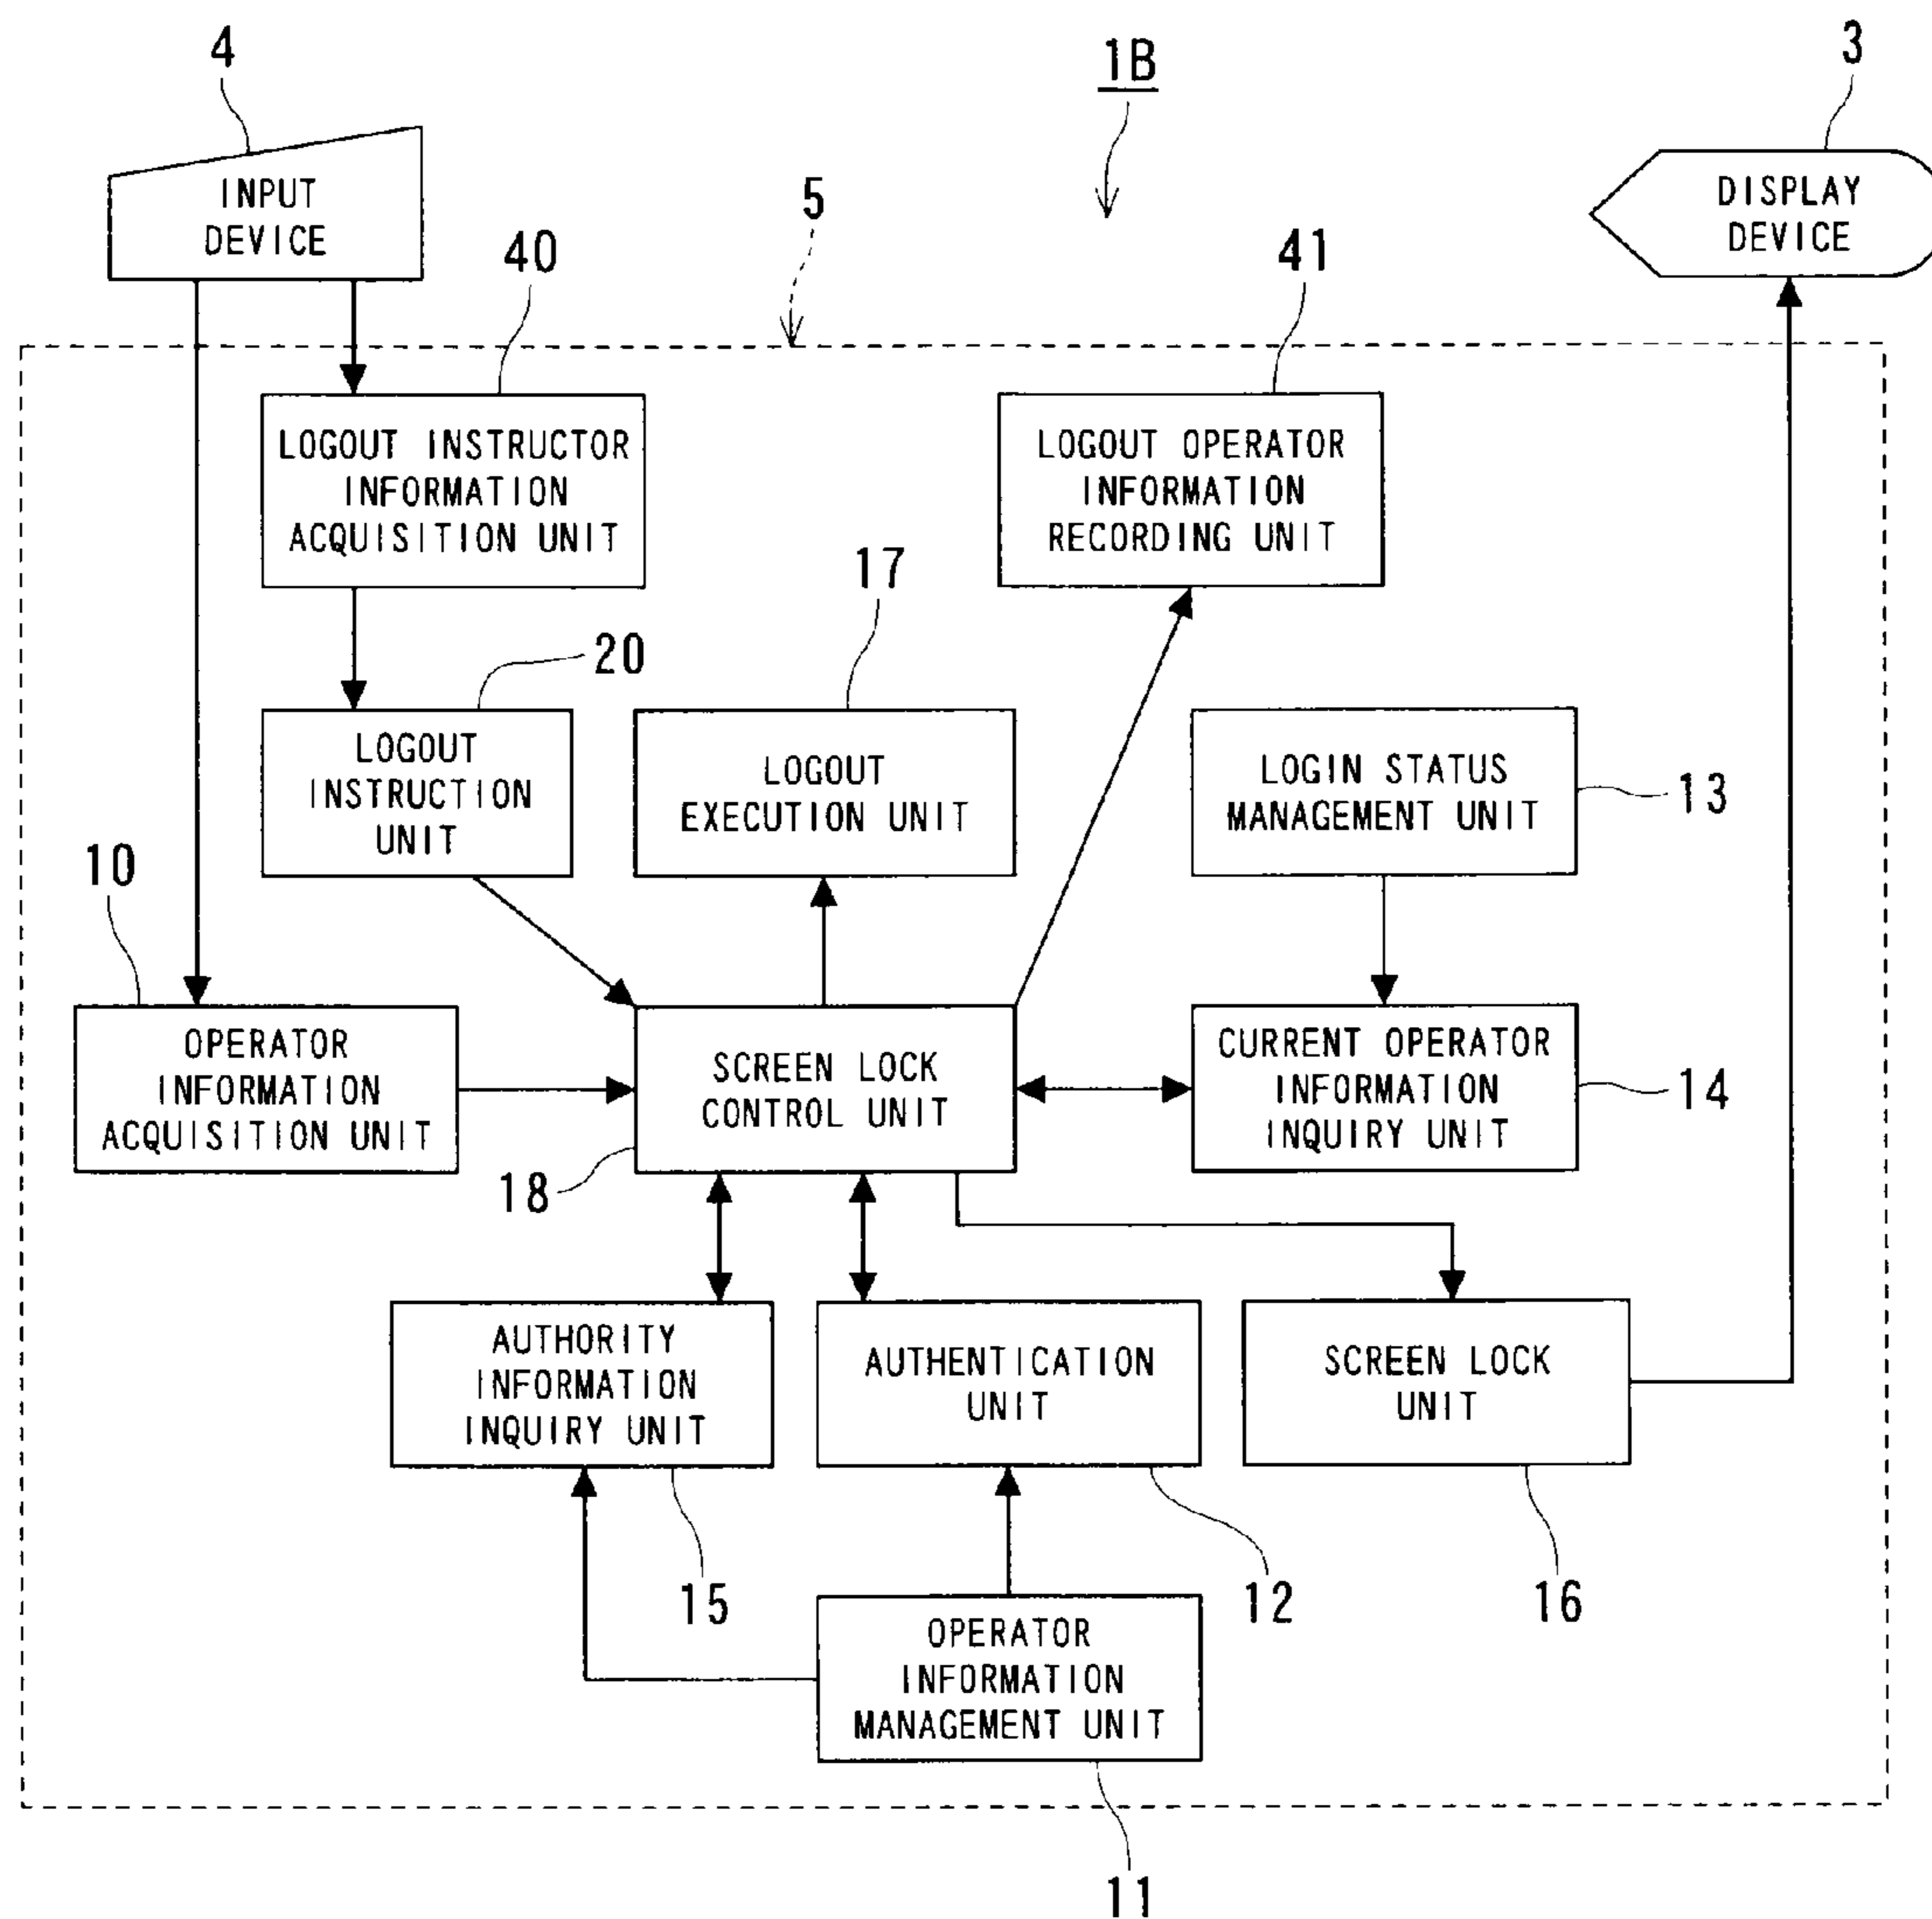 4
1B
3
INPUT
DEVICE
5
DISPLAY
DEVICE
40
41
LOGOUT INSTRUCTOR
INFORMATION
ACQUISITION UNIT
LOGOUT OPERATOR
INFORMATION
RECORDING UNIT
17
20
LOGOUT
INSTRUCTION
UNIT
LOGOUT
EXECUTION UNIT
LOGIN STATUS
MANAGEMENT UNIT
13
10
OPERATOR
INFORMATION
ACQUISITION UNIT
SCREEN LOCK
CONTROL UNIT
CURRENT OPERATOR
INFORMATION
INQUIRY UNIT
14
18
AUTHORITY
INFORMATION
INQUIRY UNIT
AUTHENTICATION
UNIT
SCREEN LOCK
UNIT
15
12
16
OPERATOR
INFORMATION
MANAGEMENT UNIT
11